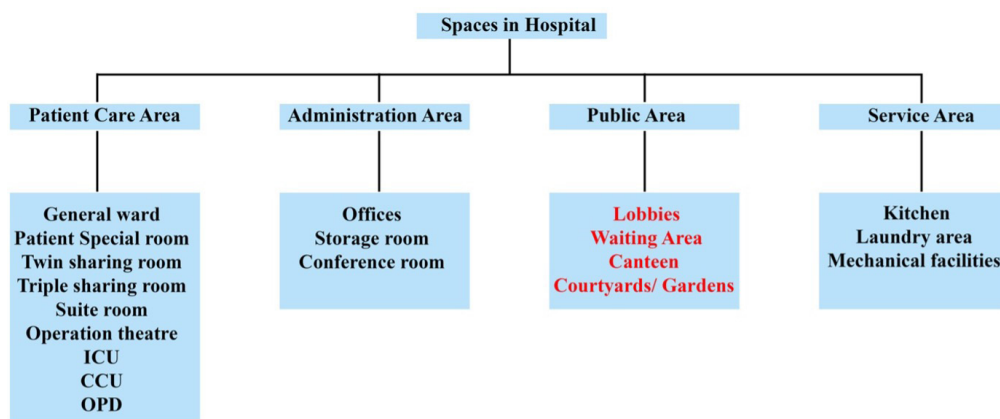 Spaces in Hospital
Patient Care Area
Administration Area
Public Area
Service Area
General ward
Patient Special room
Twin sharing room
Triple sharing room
Suite room
Operation theatre
ICU
CCU
OPD
Offices
Storage room
Conference room
Lobbies
Waiting Area
Canteen
Courtyards/ Gardens
Kitchen
Laundry area
Mechanical facilities